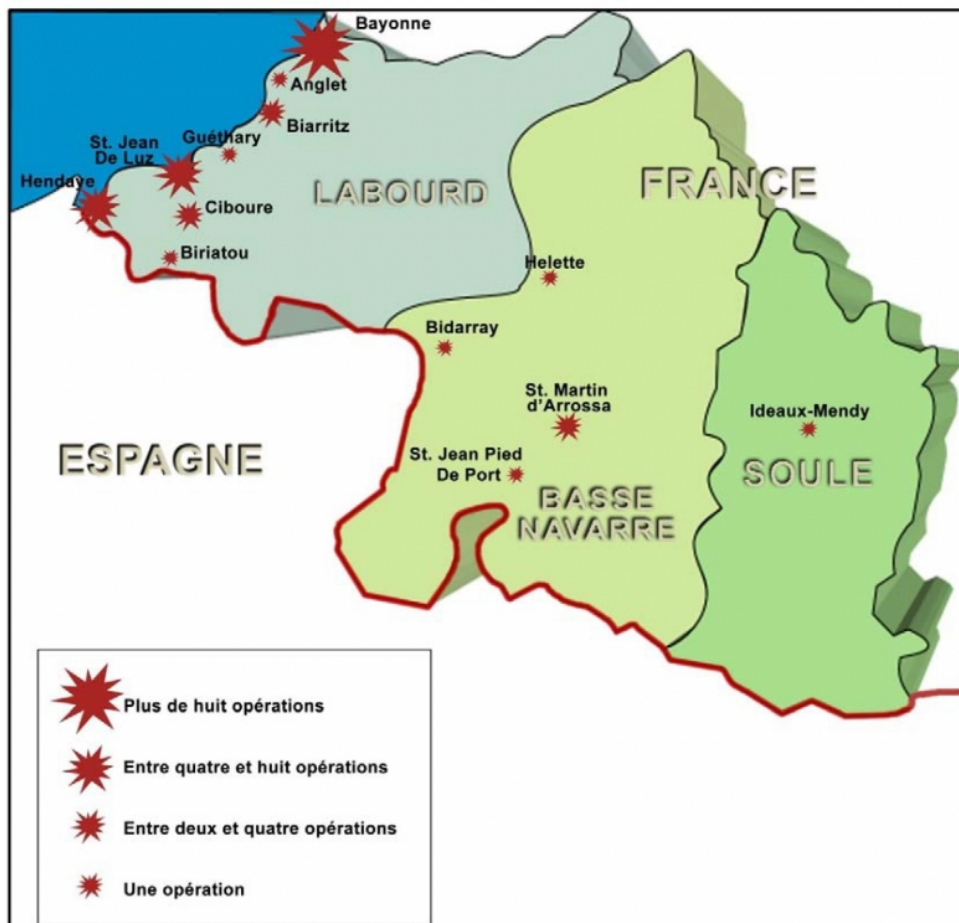 Bayonne
Anglet
Biarritz
Guéthary
St. Jean
De Luz
Hendaye
Ciboure
Biriatou
LABOURD
FRANCE
Helette
Bidarray
St. Martin
d'Arrossa
Ideaux-Mendy
ESPAGNE
St. Jean Pied
De Port
SOULE
BASSE
NAVARRE
Plus de huit opérations
Entre quatre et huit opérations
Entre deux et quatre opérations
Une opération